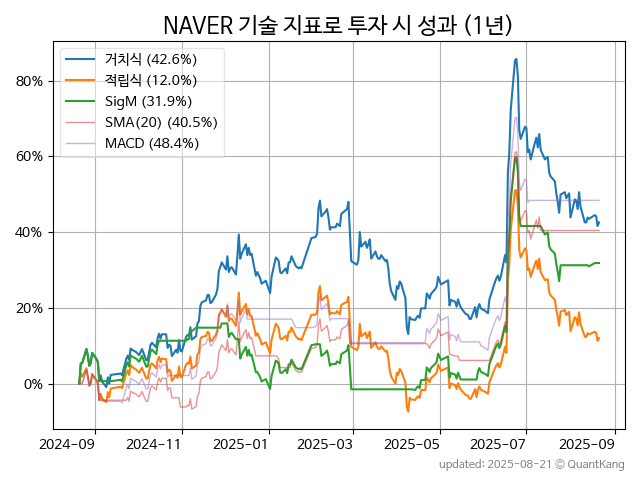 NAVER 기술 지표로 투자 시 성과 (1년)
거치식 (42.6%)
적립식 (12.0%)
SigM (31.9%)
SMA(20) (40.5%)
MACD (48.4%)
80%
60%
40%
20%
0%
2024-09
2024-11
2025-01
2025-03
2025-05
2025-07
2025-09
updated: 2025-08-21 © QuantKang